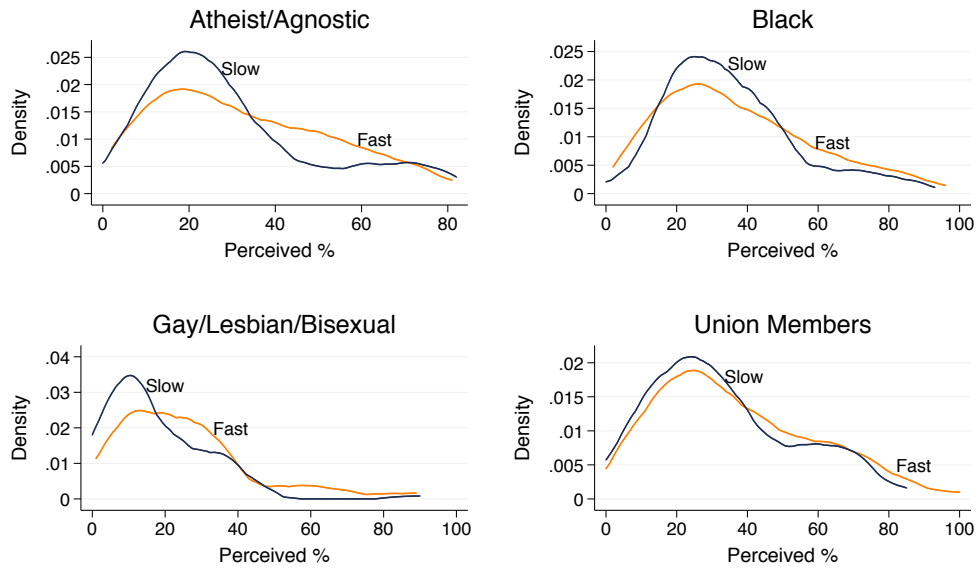 Atheist/Agnostic
Density
.025
.02
.015
.01
.005
0
Slow
Fast
0 20 40 60 80
Perceived %
Black
Density
.025
.02
.015
.01
.005
0
Slow
Fast
0 20 40 60 80 100
Perceived %
Gay/Lesbian/Bisexual
Density
.04
.03
.02
.01
0
Slow
Fast
0 20 40 60 80 100
Perceived %
Union Members
Density
.02
.015
.01
.005
0
Slow
Fast
0 20 40 60 80 100
Perceived %